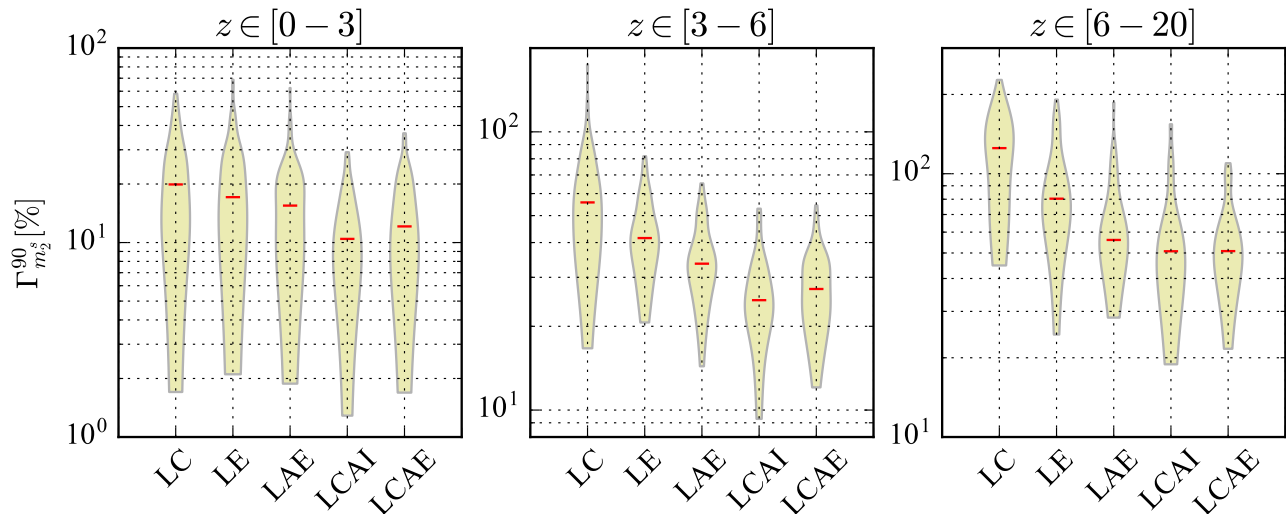 z ∈ [0 − 3]
z ∈ [3 − 6]
z ∈ [6 − 20]
Γ^{90}_{m_2^s} [%]
10^2
10^1
10^0
LC LE LAE LCAI LCAE
10^2
10^1
LC LE LAE LCAI LCAE
10^2
10^1
LC LE LAE LCAI LCAE